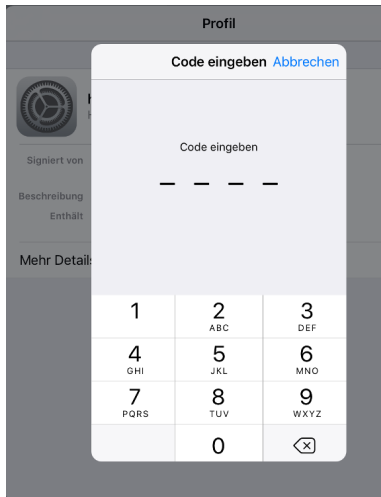 Profil
Code eingeben Abbrechen
Code eingeben
Signiert von
Beschreibung
Enthält
Mehr Details
1
2
ABC
3
DEF
4
GHI
5
JKL
6
MNO
7
PQRS
8
TUV
9
WXYZ
0